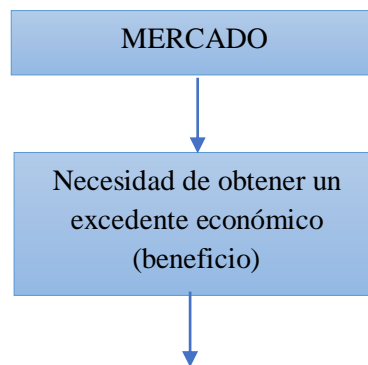 MERCADO
Necesidad de obtener un
excedente económico
(beneficio)